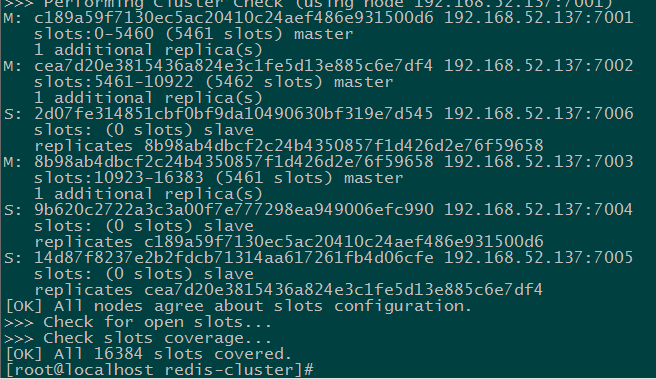 >>> Performing Cluster Check (using node 192.168.52.137:7001)
M: c189a59f7130ec5ac20410c24aef486e931500d6 192.168.52.137:7001
slots:0-5460 (5461 slots) master
1 additional replica(s)
M: cea7d20e3815436a824e3c1fe5d13e885c6e7df4 192.168.52.137:7002
slots:5461-10922 (5462 slots) master
1 additional replica(s)
S: 2d07fe314851cbf0bf9da10490630bf319e7d545 192.168.52.137:7006
slots: (0 slots) slave
replicates 8b98ab4dbcf2c24b4350857f1d426d2e76f59658
M: 8b98ab4dbcf2c24b4350857f1d426d2e76f59658 192.168.52.137:7003
slots:10923-16383 (5461 slots) master
1 additional replica(s)
S: 9b620c2722a3c3a00f7e777298ea949006efc990 192.168.52.137:7004
slots: (0 slots) slave
replicates c189a59f7130ec5ac20410c24aef486e931500d6
S: 14d87f8237e2b2fdcb71314aa617261fb4d06cfe 192.168.52.137:7005
slots: (0 slots) slave
replicates cea7d20e3815436a824e3c1fe5d13e885c6e7df4
[OK] All nodes agree about slots configuration.
>>> Check for open slots...
>>> Check slots coverage...
[OK] All 16384 slots covered.
[root@localhost redis-cluster]#